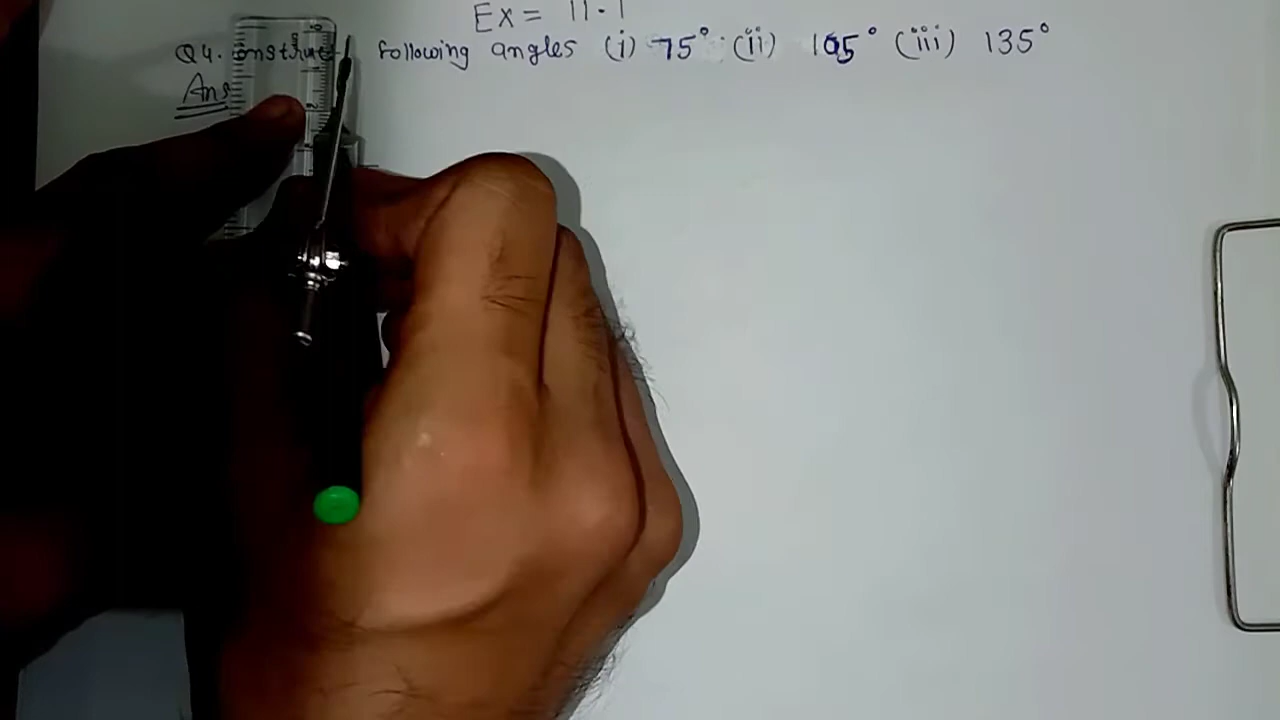 Ex = 11.1
Q4. Construct following angles (i) 75° (ii) 105° (iii) 135°
Ans